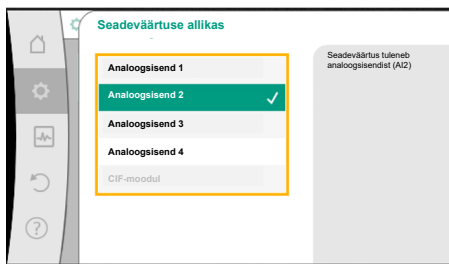 Seadeväärtuse allikas
Analoogsisend 1
Analoogsisend 2
Analoogsisend 3
Analoogsisend 4
CIF-moodul
Seadeväärtus tuleneb
analoogsisendist (AI2)
?